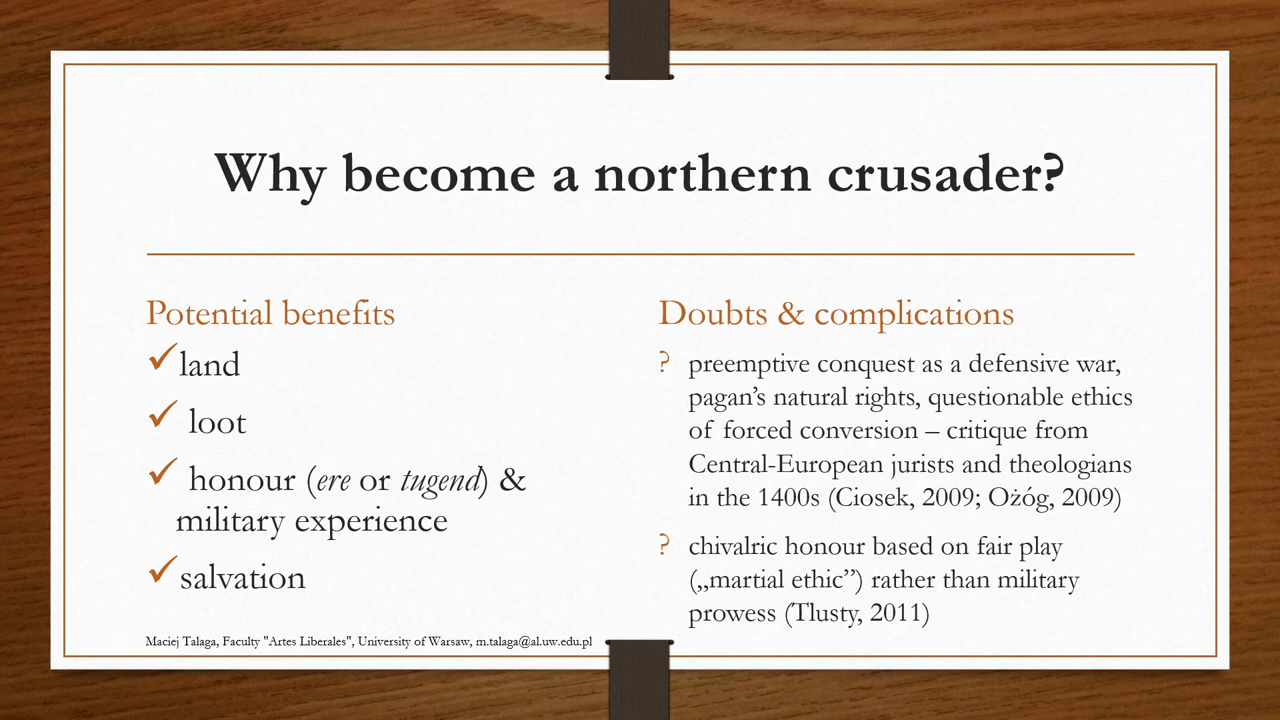 Why become a northern crusader?
Potential benefits
✓land
✓ loot
✓ honour (ere or tugend) &
military experience
✓salvation
Doubts & complications
? preemptive conquest as a defensive war,
pagan’s natural rights, questionable ethics
of forced conversion – critique from
Central-European jurists and theologians
in the 1400s (Ciosek, 2009; Ożóg, 2009)
? chivalric honour based on fair play
(„martial ethic”) rather than military
prowess (Tlusty, 2011)
Maciej Talaga, Faculty "Artes Liberales", University of Warsaw, m.talaga@al.uw.edu.pl